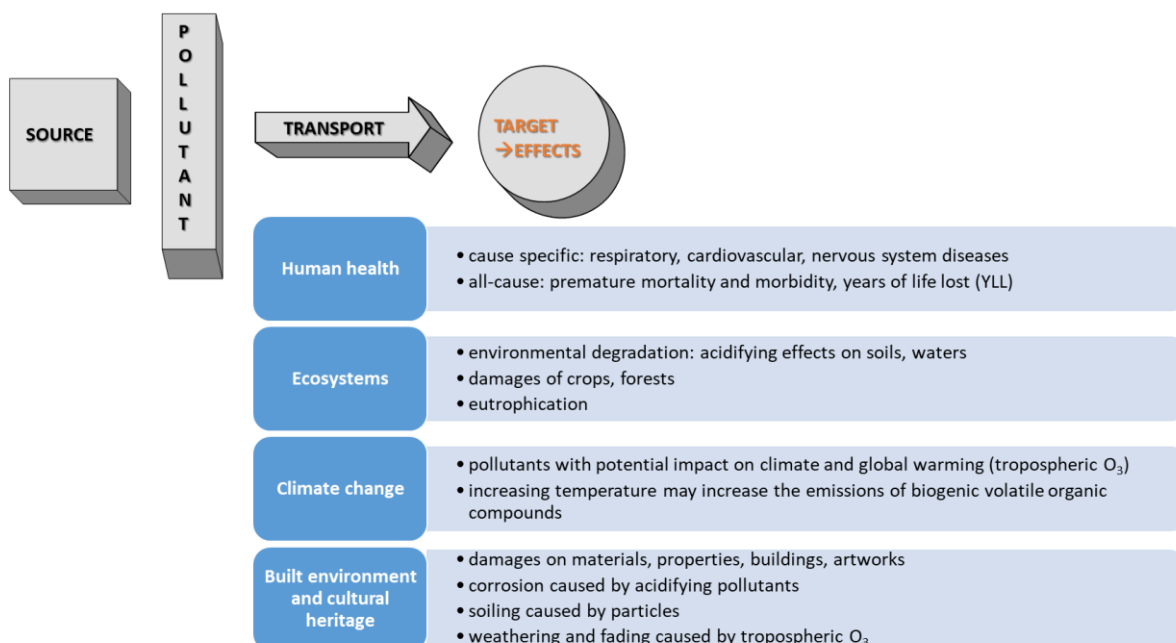 SOURCE
POLLUTANT
TRANSPORT
TARGET
→EFFECTS
Human health
• cause specific: respiratory, cardiovascular, nervous system diseases
• all-cause: premature mortality and morbidity, years of life lost (YLL)
Ecosystems
• environmental degradation: acidifying effects on soils, waters
• damages of crops, forests
• eutrophication
Climate change
• pollutants with potential impact on climate and global warming (tropospheric O₃)
• increasing temperature may increase the emissions of biogenic volatile organic
compounds
Built environment
and cultural
heritage
• damages on materials, properties, buildings, artworks
• corrosion caused by acidifying pollutants
• soiling caused by particles
• weathering and fading caused by tropospheric O₃